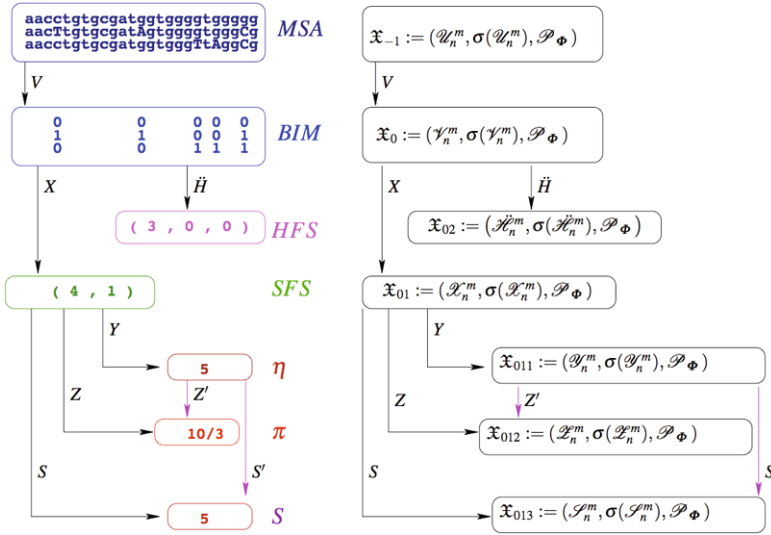 aacctgtgcgatggtggggtggggg
aacTtgtgcgatAgtggggtgggCg
aacctgtgcgatggtgggTtAggCg
MSA
𝔛₋₁ := (𝒰ₙᵐ, σ(𝒰ₙᵐ), 𝒫_Φ)
V
V
0 0 0 0 0
1 1 0 0 1
0 0 1 1 1
BIM
𝔛₀ := (𝒱ₙᵐ, σ(𝒱ₙᵐ), 𝒫_Φ)
X
Ḧ
X
Ḧ
( 3 , 0 , 0 )
HFS
𝔛₀₂ := (ℋ̈ₙᵐ, σ(ℋ̈ₙᵐ), 𝒫_Φ)
( 4 , 1 )
SFS
𝔛₀₁ := (𝒳ₙᵐ, σ(𝒳ₙᵐ), 𝒫_Φ)
Y
Y
5
η
𝔛₀₁₁ := (𝒴ₙᵐ, σ(𝒴ₙᵐ), 𝒫_Φ)
Z
Z′
Z
Z′
10/3
π
𝔛₀₁₂ := (𝒵ₙᵐ, σ(𝒵ₙᵐ), 𝒫_Φ)
S
S′
S
S
5
S
𝔛₀₁₃ := (𝒮ₙᵐ, σ(𝒮ₙᵐ), 𝒫_Φ)